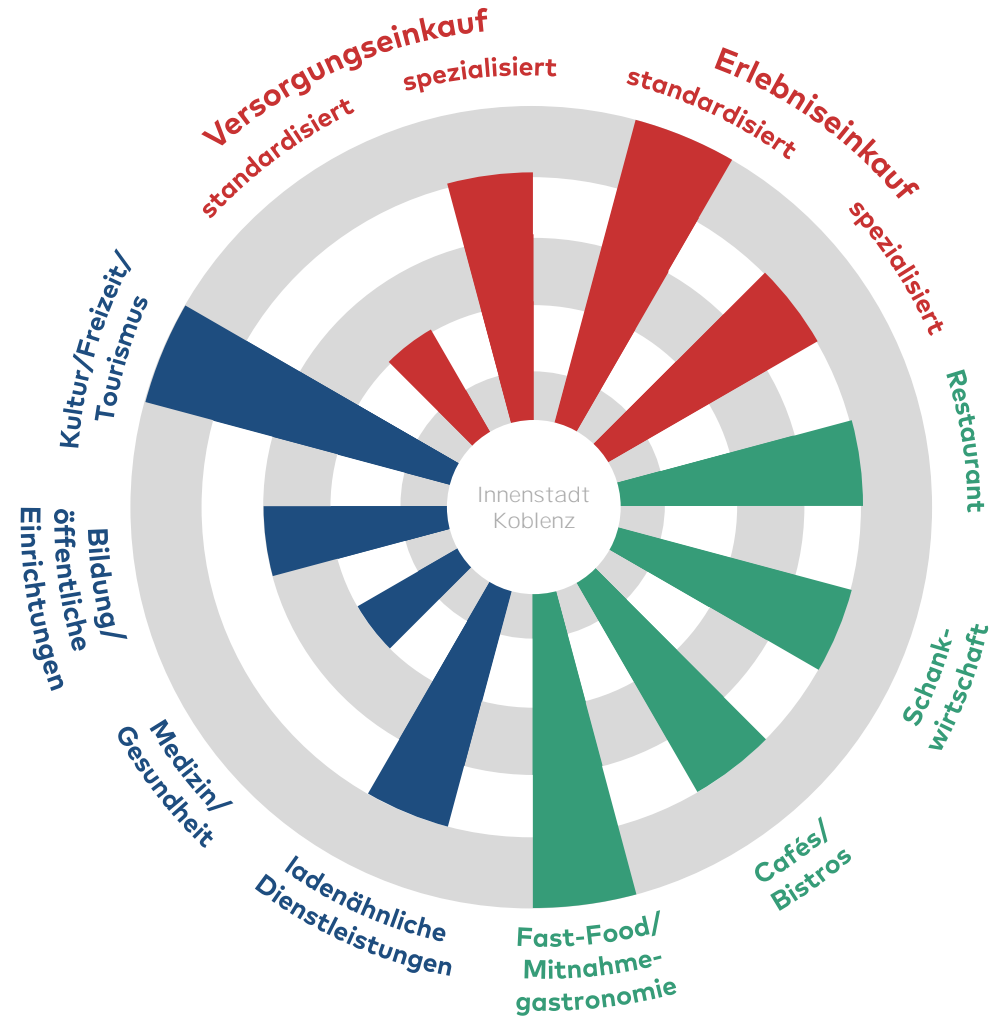 Versorgungseinkauf
standardisiert
spezialisiert
Erlebniseinkauf
standardisiert
spezialisiert
Restaurant
Schank-
wirtschaft
Cafés/
Bistros
Fast-Food/
Mitnahme-
gastronomie
ladenähnliche
Dienstleistungen
Medizin/
Gesundheit
Bildung/
öffentliche
Einrichtungen
Kultur/Freizeit/
Tourismus
Innenstadt
Koblenz